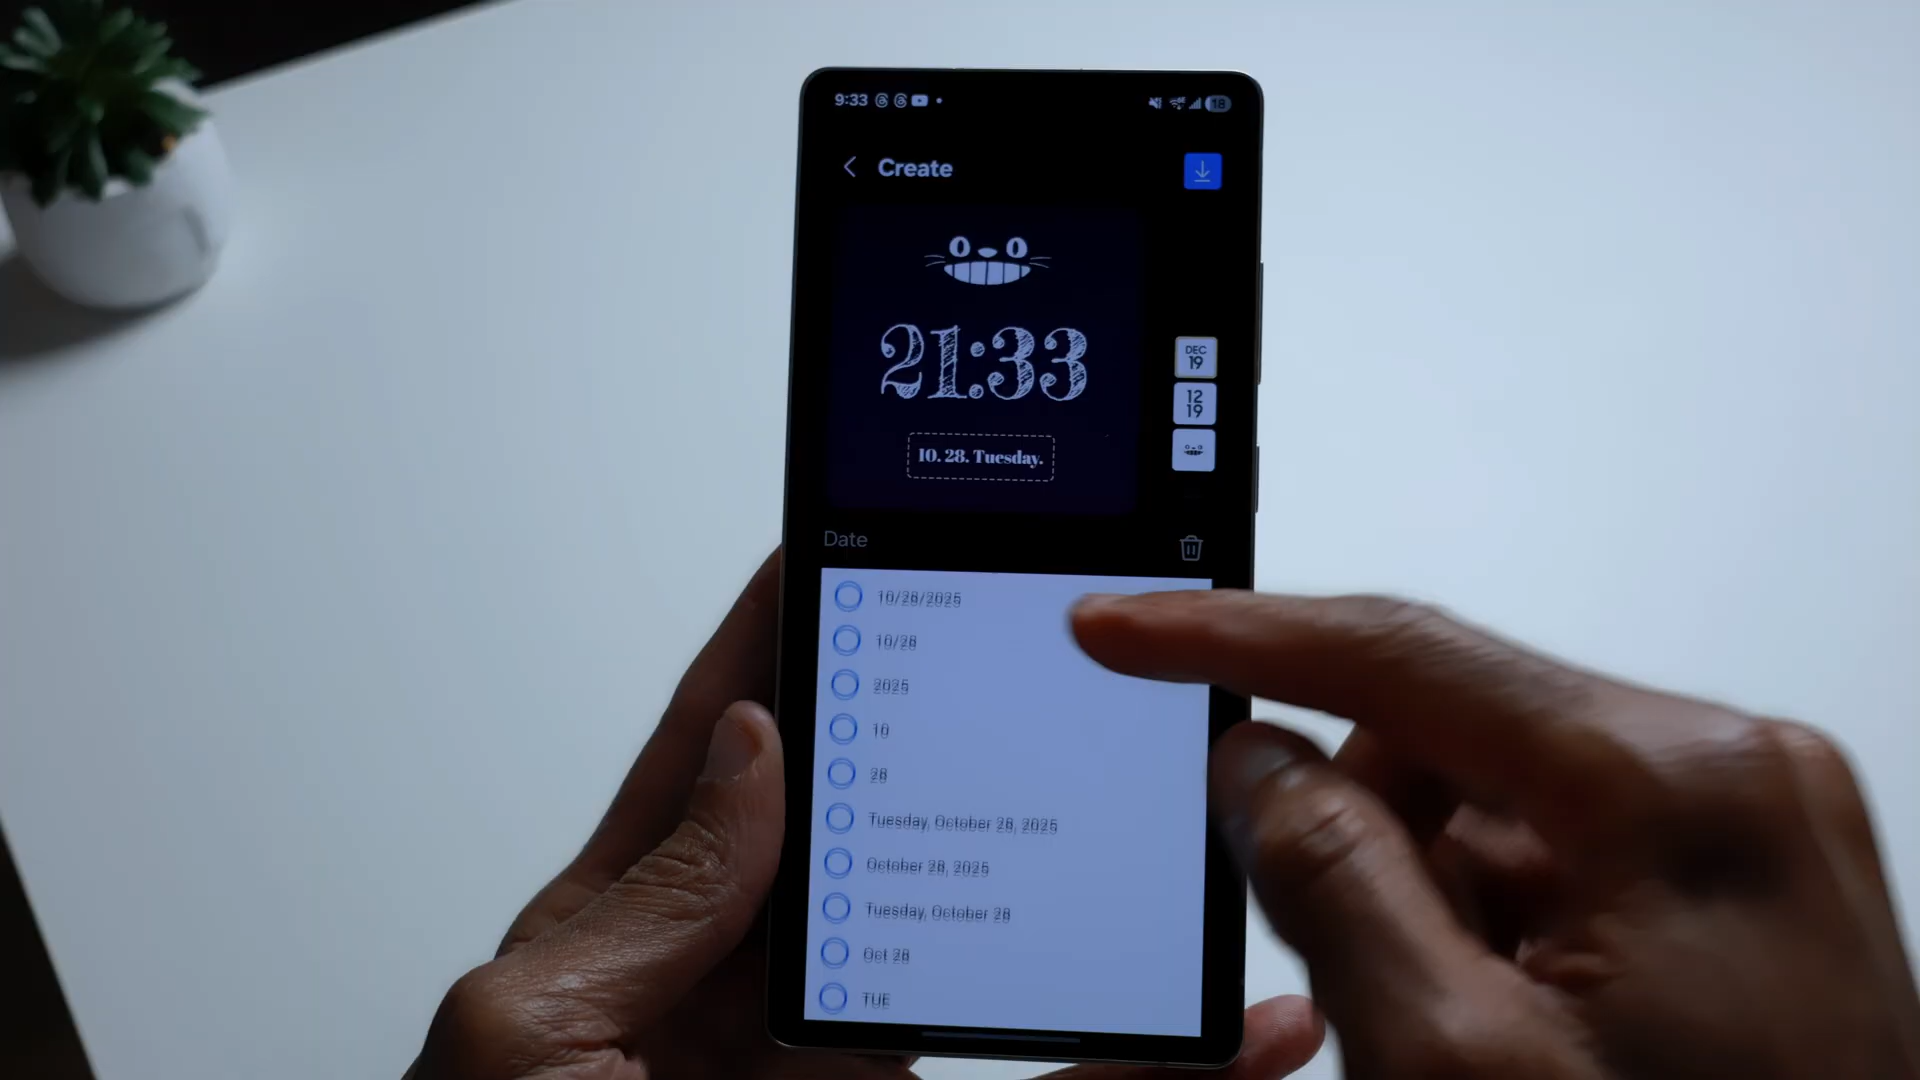 9:33
18
Create
21:33
DEC
19
12
19
10. 28. Tuesday.
Date
10/28/2025
10/28
2025
10
28
Tuesday, October 28, 2025
October 28, 2025
Tuesday, October 28
Oct 28
TUE